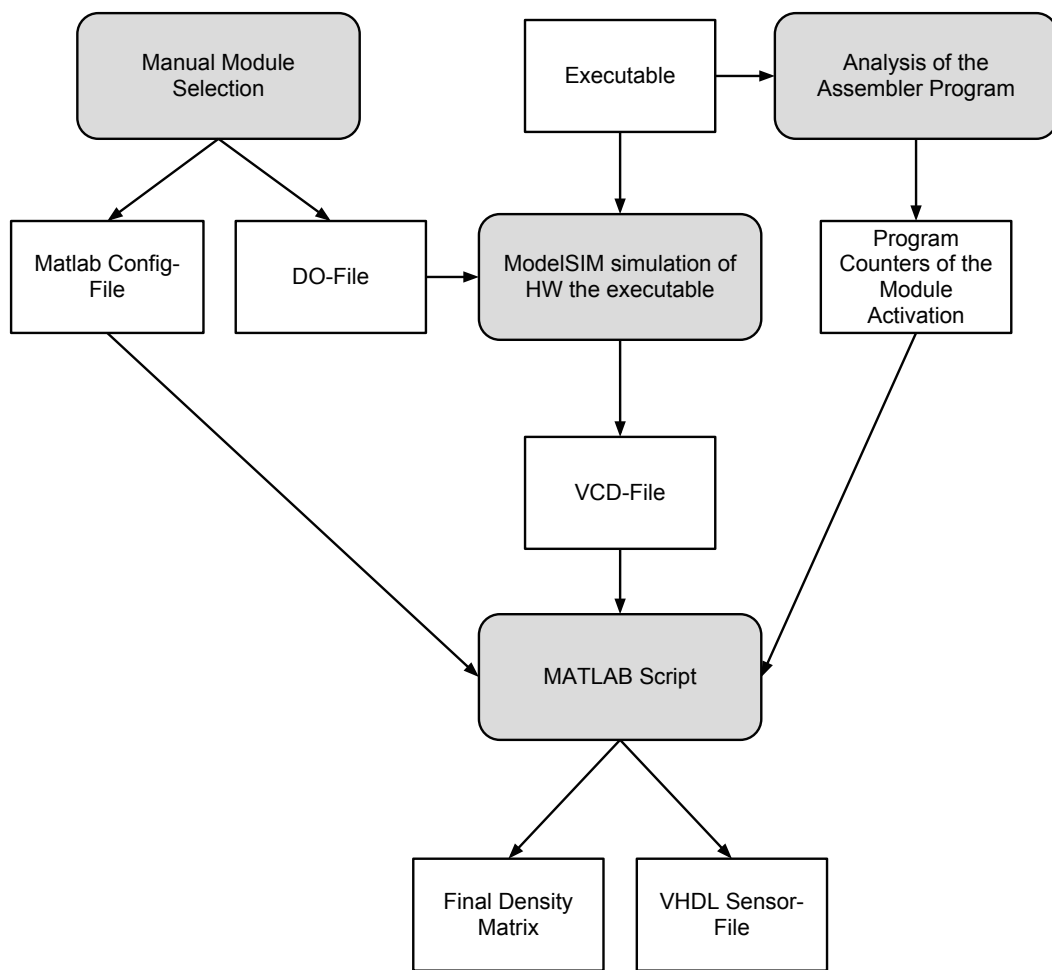 Manual Module
Selection
Executable
Analysis of the
Assembler Program
Matlab Config-
File
DO-File
ModelSIM simulation of
HW the executable
Program
Counters of the
Module
Activation
VCD-File
MATLAB Script
Final Density
Matrix
VHDL Sensor-
File